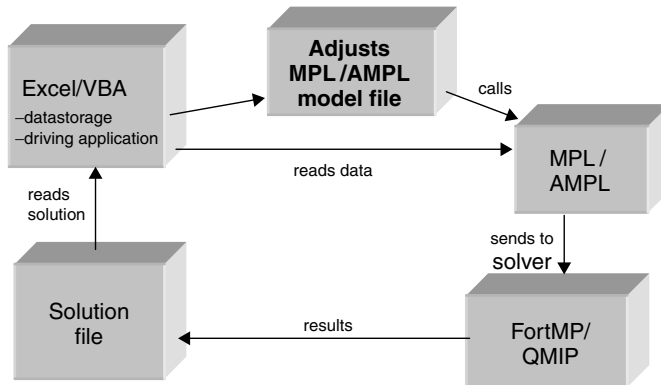 Adjusts
MPL/AMPL
model file
Excel/VBA
–datastorage
–driving application
calls
reads data
MPL/
AMPL
reads
solution
sends to
solver
Solution
file
results
FortMP/
QMIP